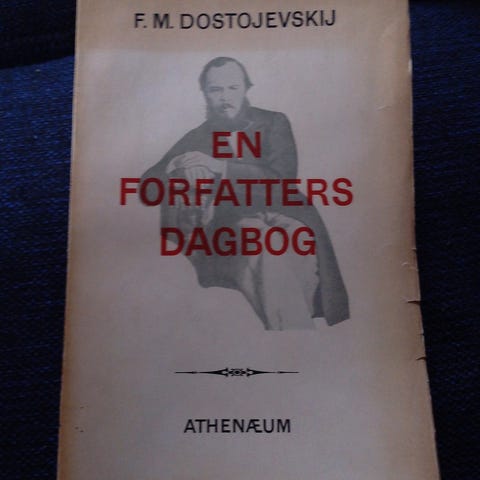 F. M. DOSTOJEVSKIJ
EN
FORFATTERS
DAGBOG
ATHENÆUM